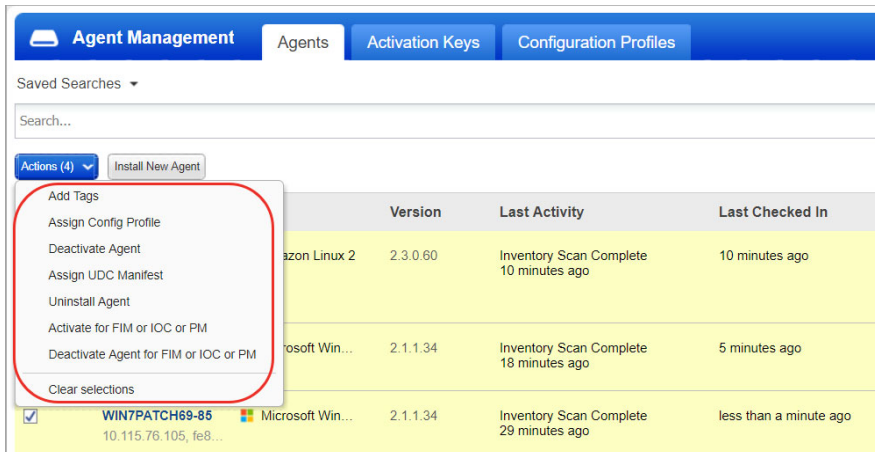 Agent Management
Agents
Activation Keys
Configuration Profiles
Saved Searches
Search...
Actions (4)
Install New Agent
Add Tags
Assign Config Profile
Deactivate Agent
Assign UDC Manifest
Uninstall Agent
Activate for FIM or IOC or PM
Deactivate Agent for FIM or IOC or PM
Clear selections
Version Last Activity Last Checked In
azon Linux 2 2.3.0.60 Inventory Scan Complete 10 minutes ago
10 minutes ago
rosoft Win... 2.1.1.34 Inventory Scan Complete 5 minutes ago
18 minutes ago
WIN7PATCH69-85 Microsoft Win... 2.1.1.34 Inventory Scan Complete less than a minute ago
10.115.76.105, fe8... 29 minutes ago